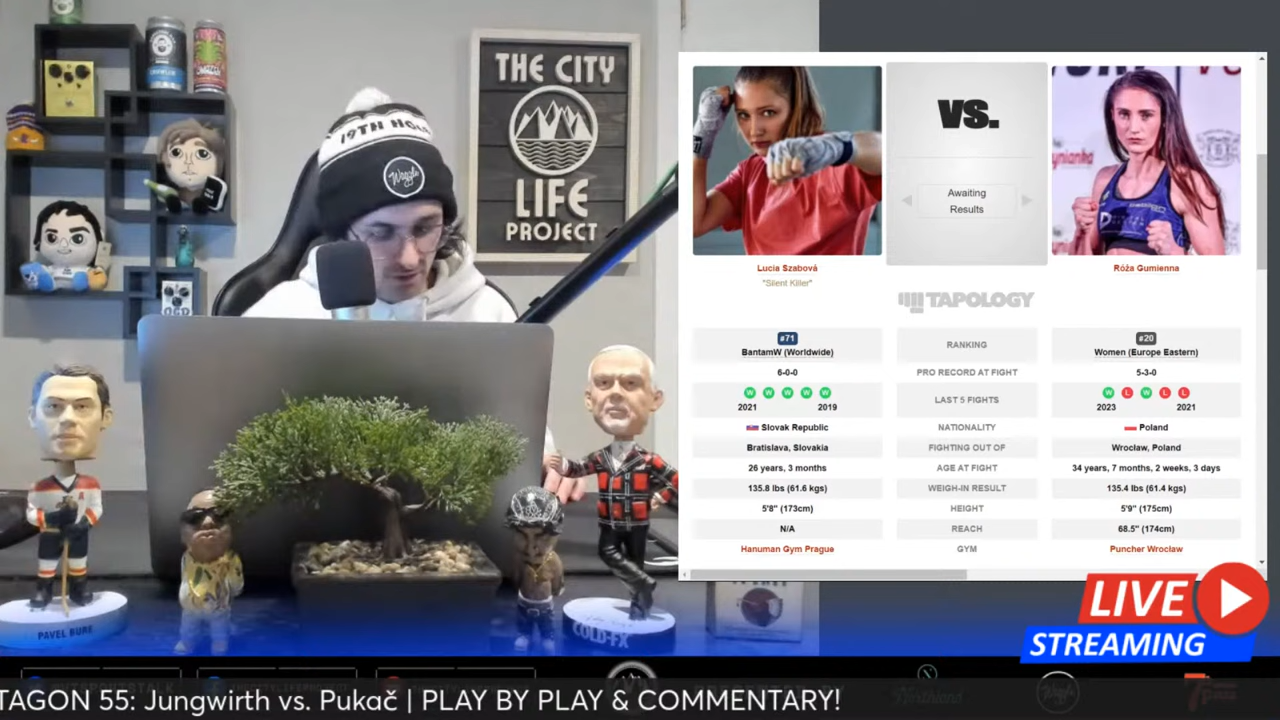 19TH HOLE
Waggle
THE CITY
LIFE
PROJECT
VS.
Awaiting
Results
Lucia Szabová
"Silent Killer"
Róża Gumienna
TAPOLOGY
#71
BantamW (Worldwide)
RANKING
#20
Women (Europe Eastern)
6-0-0
PRO RECORD AT FIGHT
5-3-0
W W W W W
2021 2019
LAST 5 FIGHTS
W L W L L
2023 2021
Slovak Republic
NATIONALITY
Poland
Bratislava, Slovakia
FIGHTING OUT OF
Wrocław, Poland
26 years, 3 months
AGE AT FIGHT
34 years, 7 months, 2 weeks, 3 days
135.8 lbs (61.6 kgs)
WEIGH-IN RESULT
135.4 lbs (61.4 kgs)
5'8" (173cm)
HEIGHT
5'9" (175cm)
N/A
REACH
68.5" (174cm)
Hanuman Gym Prague
GYM
Puncher Wrocław
PAVEL BURE
COLD-FX
LIVE
STREAMING
TAGON 55: Jungwirth vs. Pukač | PLAY BY PLAY & COMMENTARY!